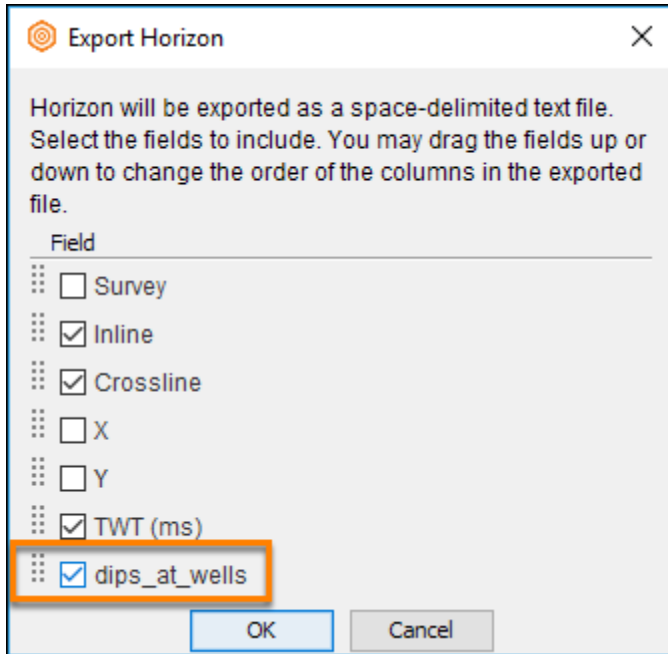 Export Horizon
Horizon will be exported as a space-delimited text file.
Select the fields to include. You may drag the fields up or
down to change the order of the columns in the exported
file.
Field
Survey
Inline
Crossline
X
Y
TWT (ms)
dips_at_wells
OK Cancel